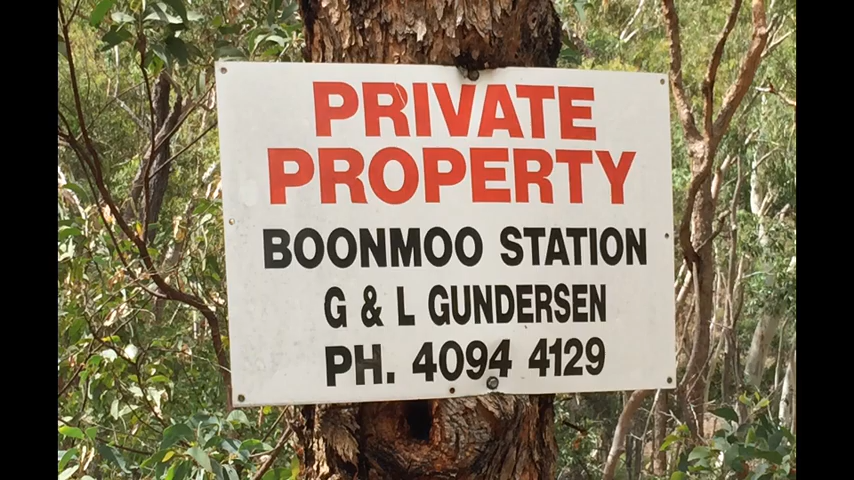 PRIVATE
PROPERTY
BOONMOO STATION
G & L GUNDERSEN
PH. 4094 4129